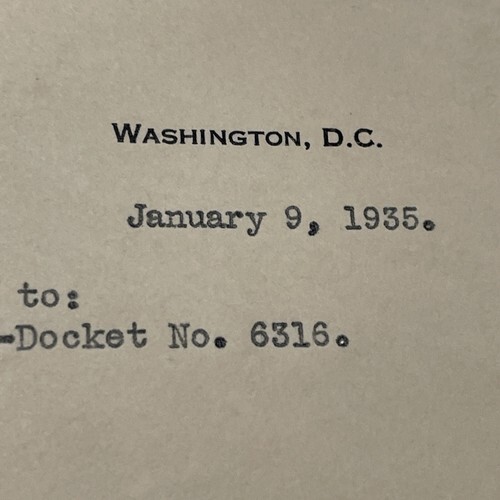 WASHINGTON, D.C.
January 9, 1935.
to:
-Docket No. 6316.